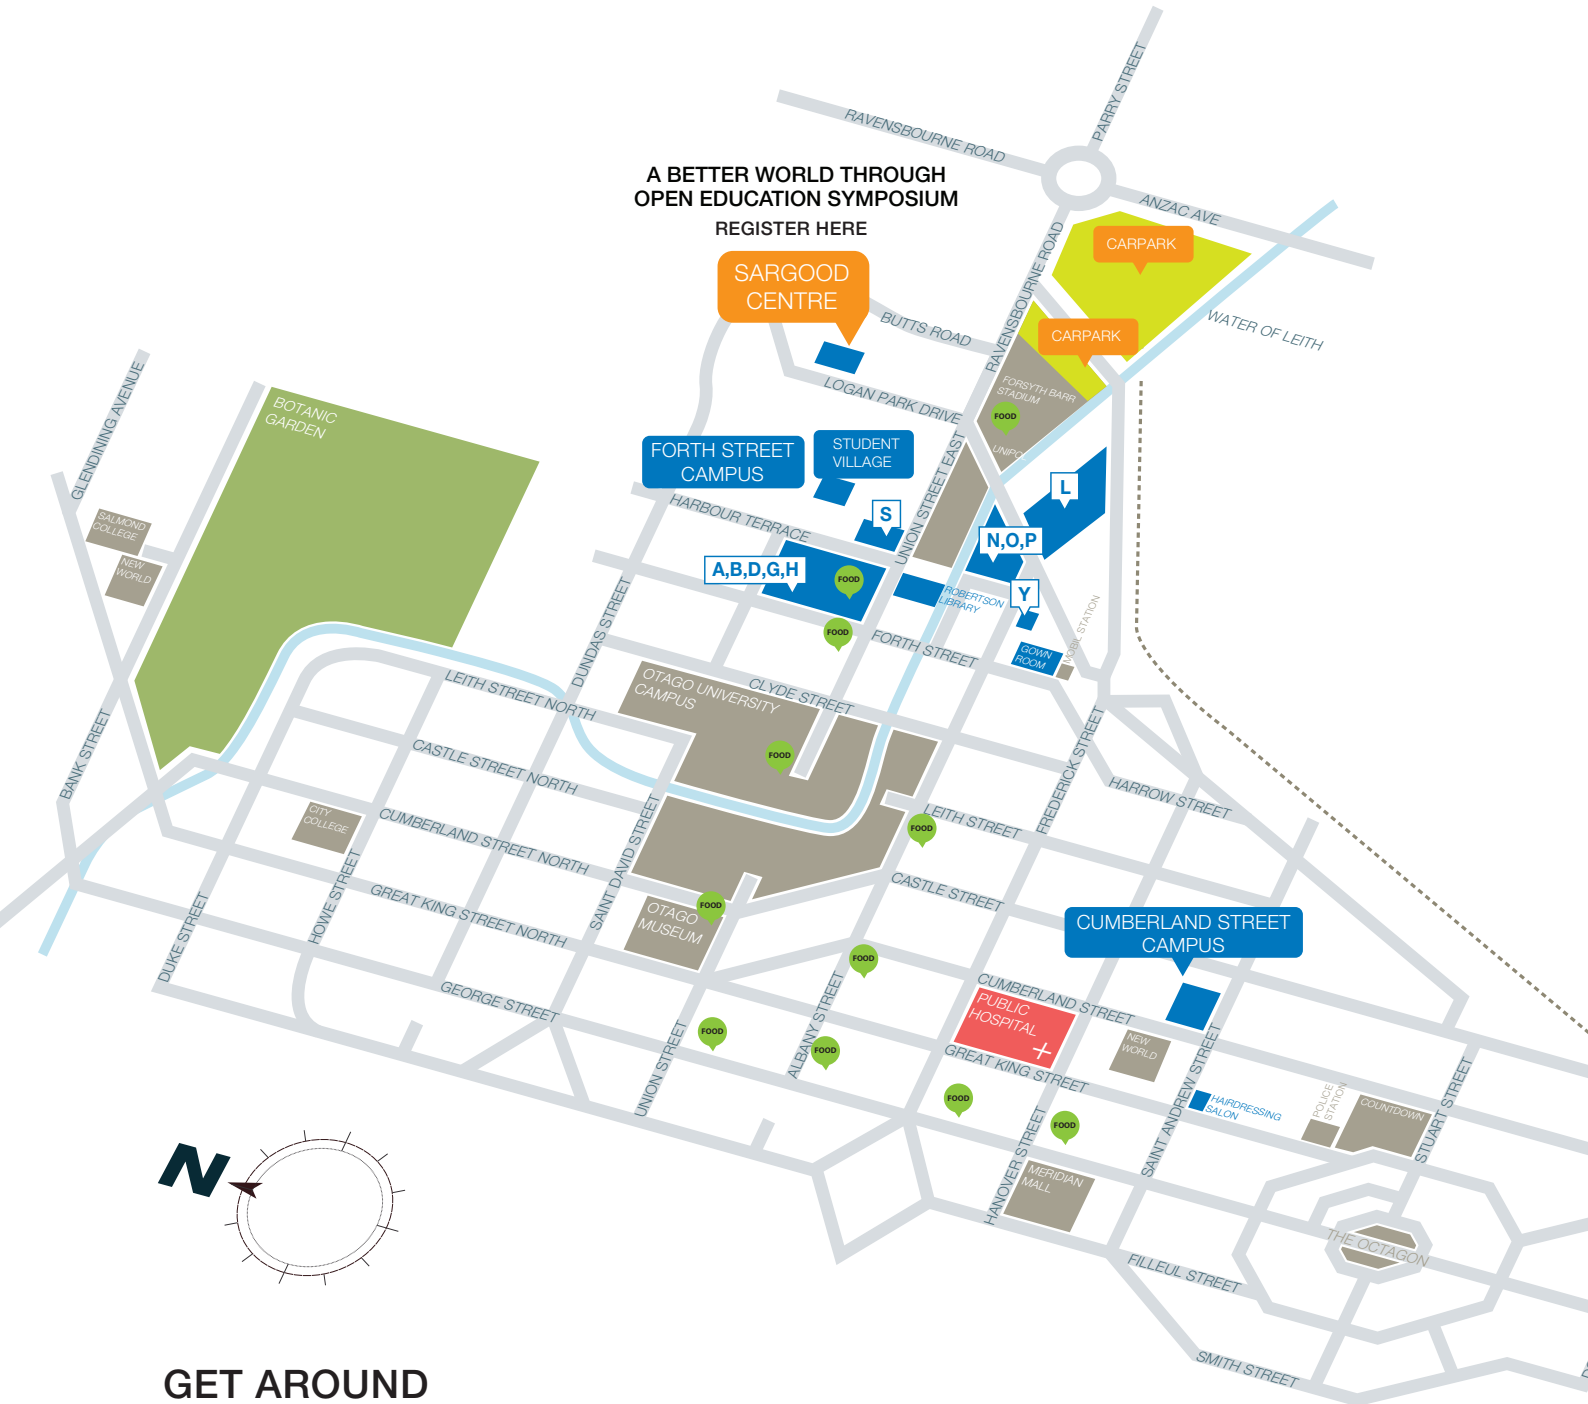 PARRY STREET
RAVENSBOURNE ROAD
A BETTER WORLD THROUGH
OPEN EDUCATION SYMPOSIUM
REGISTER HERE
ANZAC AVE
CARPARK
SARGOOD
CENTRE
RAVENSBOURNE ROAD
BUTTS ROAD
CARPARK
WATER OF LEITH
LOGAN PARK DRIVE
FORSYTH BARR
STADIUM
FOOD
UNIPO
GLENDINING AVENUE
BOTANIC
GARDEN
FORTH STREET
CAMPUS
STUDENT
VILLAGE
UNION STREET EAST
L
HARBOUR TERRACE
S
N,O,P
SALMOND
COLLEGE
NEW
WORLD
A,B,D,G,H
FOOD
ROBERTSON
LIBRARY
Y
FOOD
FORTH STREET
GOWN
ROOM
MOBIL STATION
DUNDAS STREET
OTAGO UNIVERSITY
CAMPUS
CLYDE STREET
LEITH STREET NORTH
BANK STREET
CASTLE STREET NORTH
FOOD
FREDERICK STREET
HARROW STREET
CITY
COLLEGE
CUMBERLAND STREET NORTH
SAINT DAVID STREET
LEITH STREET
FOOD
HOWE STREET
GREAT KING STREET NORTH
DUKE STREET
OTAGO
MUSEUM
FOOD
CASTLE STREET
CUMBERLAND STREET
CAMPUS
FOOD
GEORGE STREET
CUMBERLAND STREET
PUBLIC
HOSPITAL
UNION STREET
FOOD
ALBANY STREET
FOOD
GREAT KING STREET
NEW
WORLD
SAINT ANDREW STREET
FOOD
FOOD
HAIRDRESSING
SALON
POLICE
STATION
COUNTDOWN
STUART STREET
HANOVER STREET
MERIDIAN
MALL
N
THE OCTAGON
FILLEUL STREET
SMITH STREET
GET AROUND